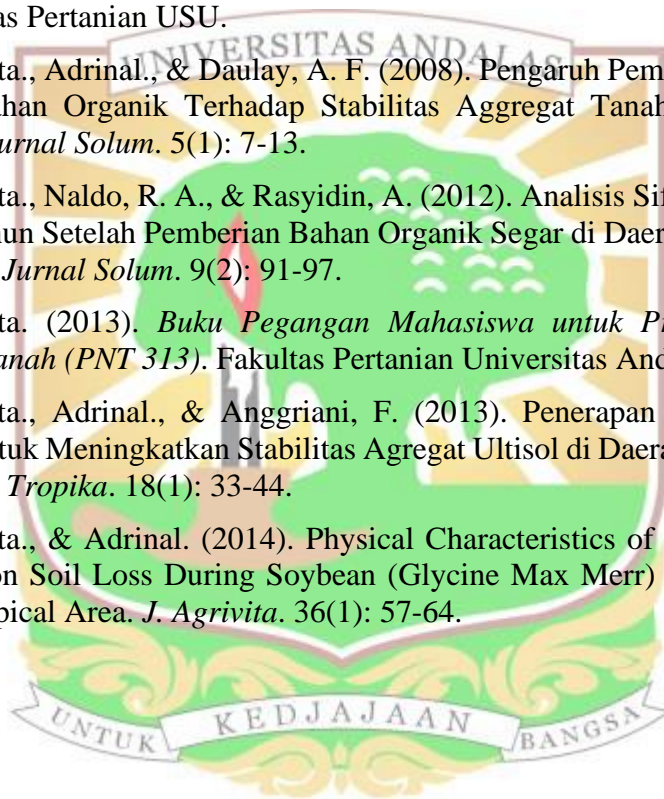 as Pertanian USU.
UNIVERSITAS ANDALAS
ta., Adrinal., & Daulay, A. F. (2008). Pengaruh Pem
ahan Organik Terhadap Stabilitas Aggregat Tanah
urnal Solum. 5(1): 7-13.
ta., Naldo, R. A., & Rasyidin, A. (2012). Analisis Sif
un Setelah Pemberian Bahan Organik Segar di Daer
Jurnal Solum. 9(2): 91-97.
ta. (2013). Buku Pegangan Mahasiswa untuk Pr
anah (PNT 313). Fakultas Pertanian Universitas And
ta., Adrinal., & Anggriani, F. (2013). Penerapan
tuk Meningkatkan Stabilitas Agregat Ultisol di Daera
Tropika. 18(1): 33-44.
ta., & Adrinal. (2014). Physical Characteristics of
on Soil Loss During Soybean (Glycine Max Merr)
pical Area. J. Agrivita. 36(1): 57-64.
UNTUK KEDJAJAAN BANGSA